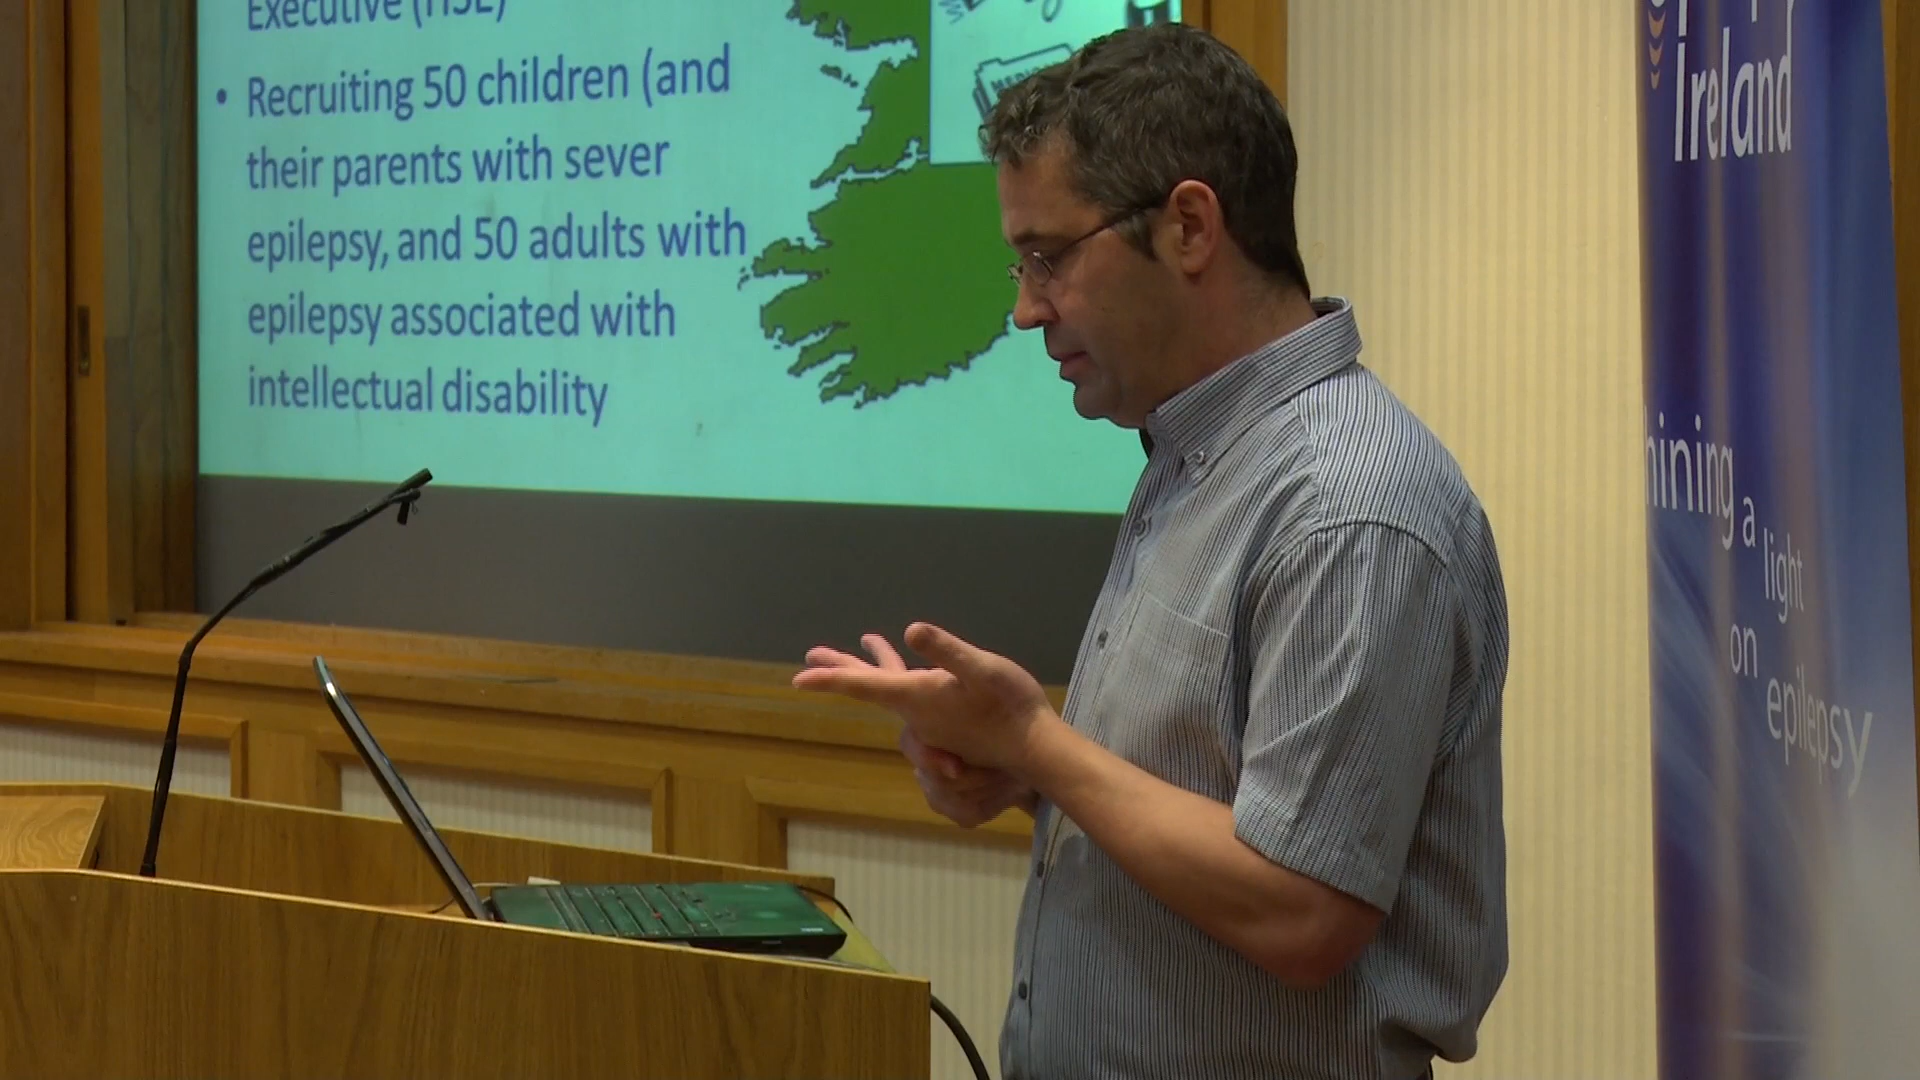 Executive (HSE)
• Recruiting 50 children (and
their parents with sever
epilepsy, and 50 adults with
epilepsy associated with
intellectual disability
Ireland
hining
a
light
on
epilepsy